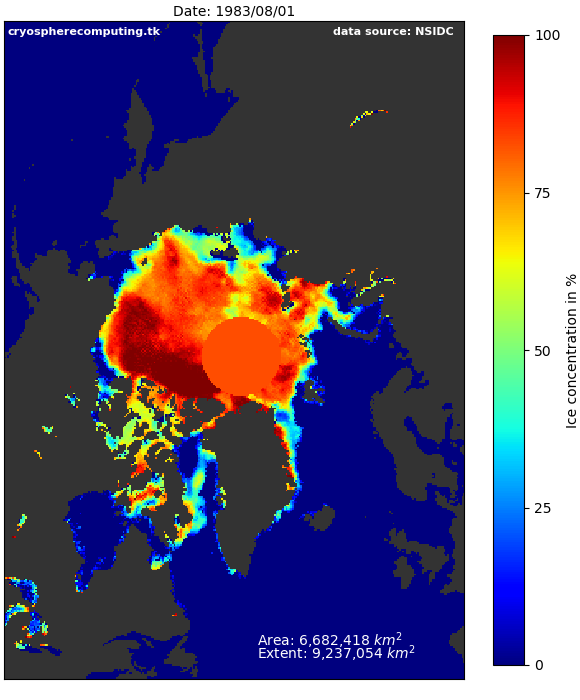 Date: 1983/08/01
cryospherecomputing.tk
data source: NSIDC
100
75
50
25
0
Ice concentration in %
Area: 6,682,418 km²
Extent: 9,237,054 km²